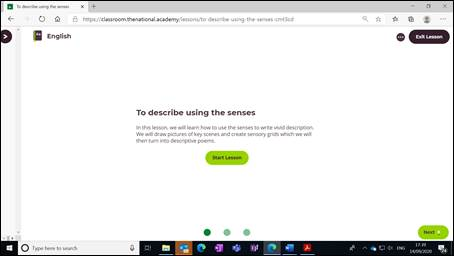 To describe using the senses
https://classroom.thenational.academy/lessons/to-describe-using-the-senses-cmt3cd
English
Exit Lesson
To describe using the senses
In this lesson, we will learn how to use the senses to write vivid description.
We will draw pictures of key scenes and create sensory grids which we will
then turn into descriptive poems.
Start Lesson
Next
Type here to search
ENG
17:39
14/09/2020